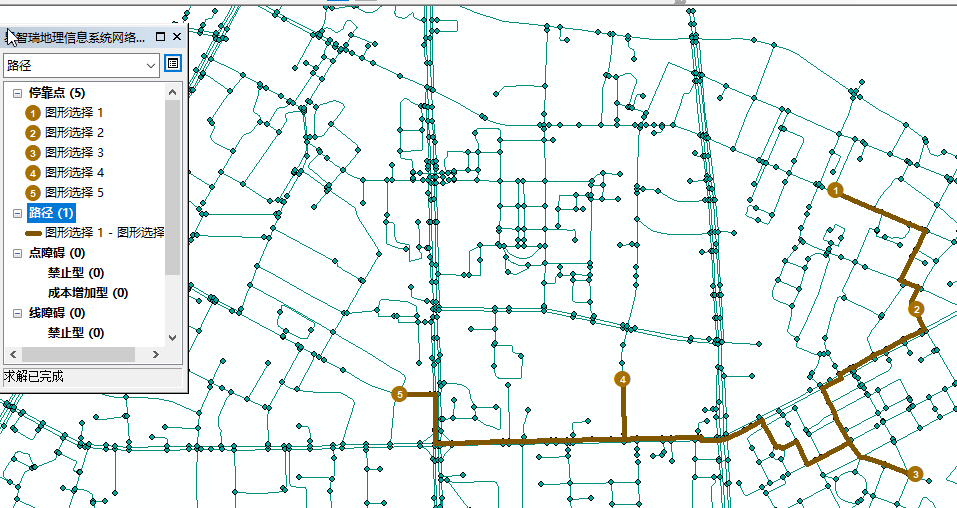 智瑞地理信息系统网络...
路径
停靠点 (5)
1 图形选择 1
2 图形选择 2
3 图形选择 3
4 图形选择 4
5 图形选择 5
路径 (1)
图形选择 1 - 图形选择
点障碍 (0)
禁止型 (0)
成本增加型 (0)
线障碍 (0)
禁止型 (0)
求解已完成
1
2
4
5
3